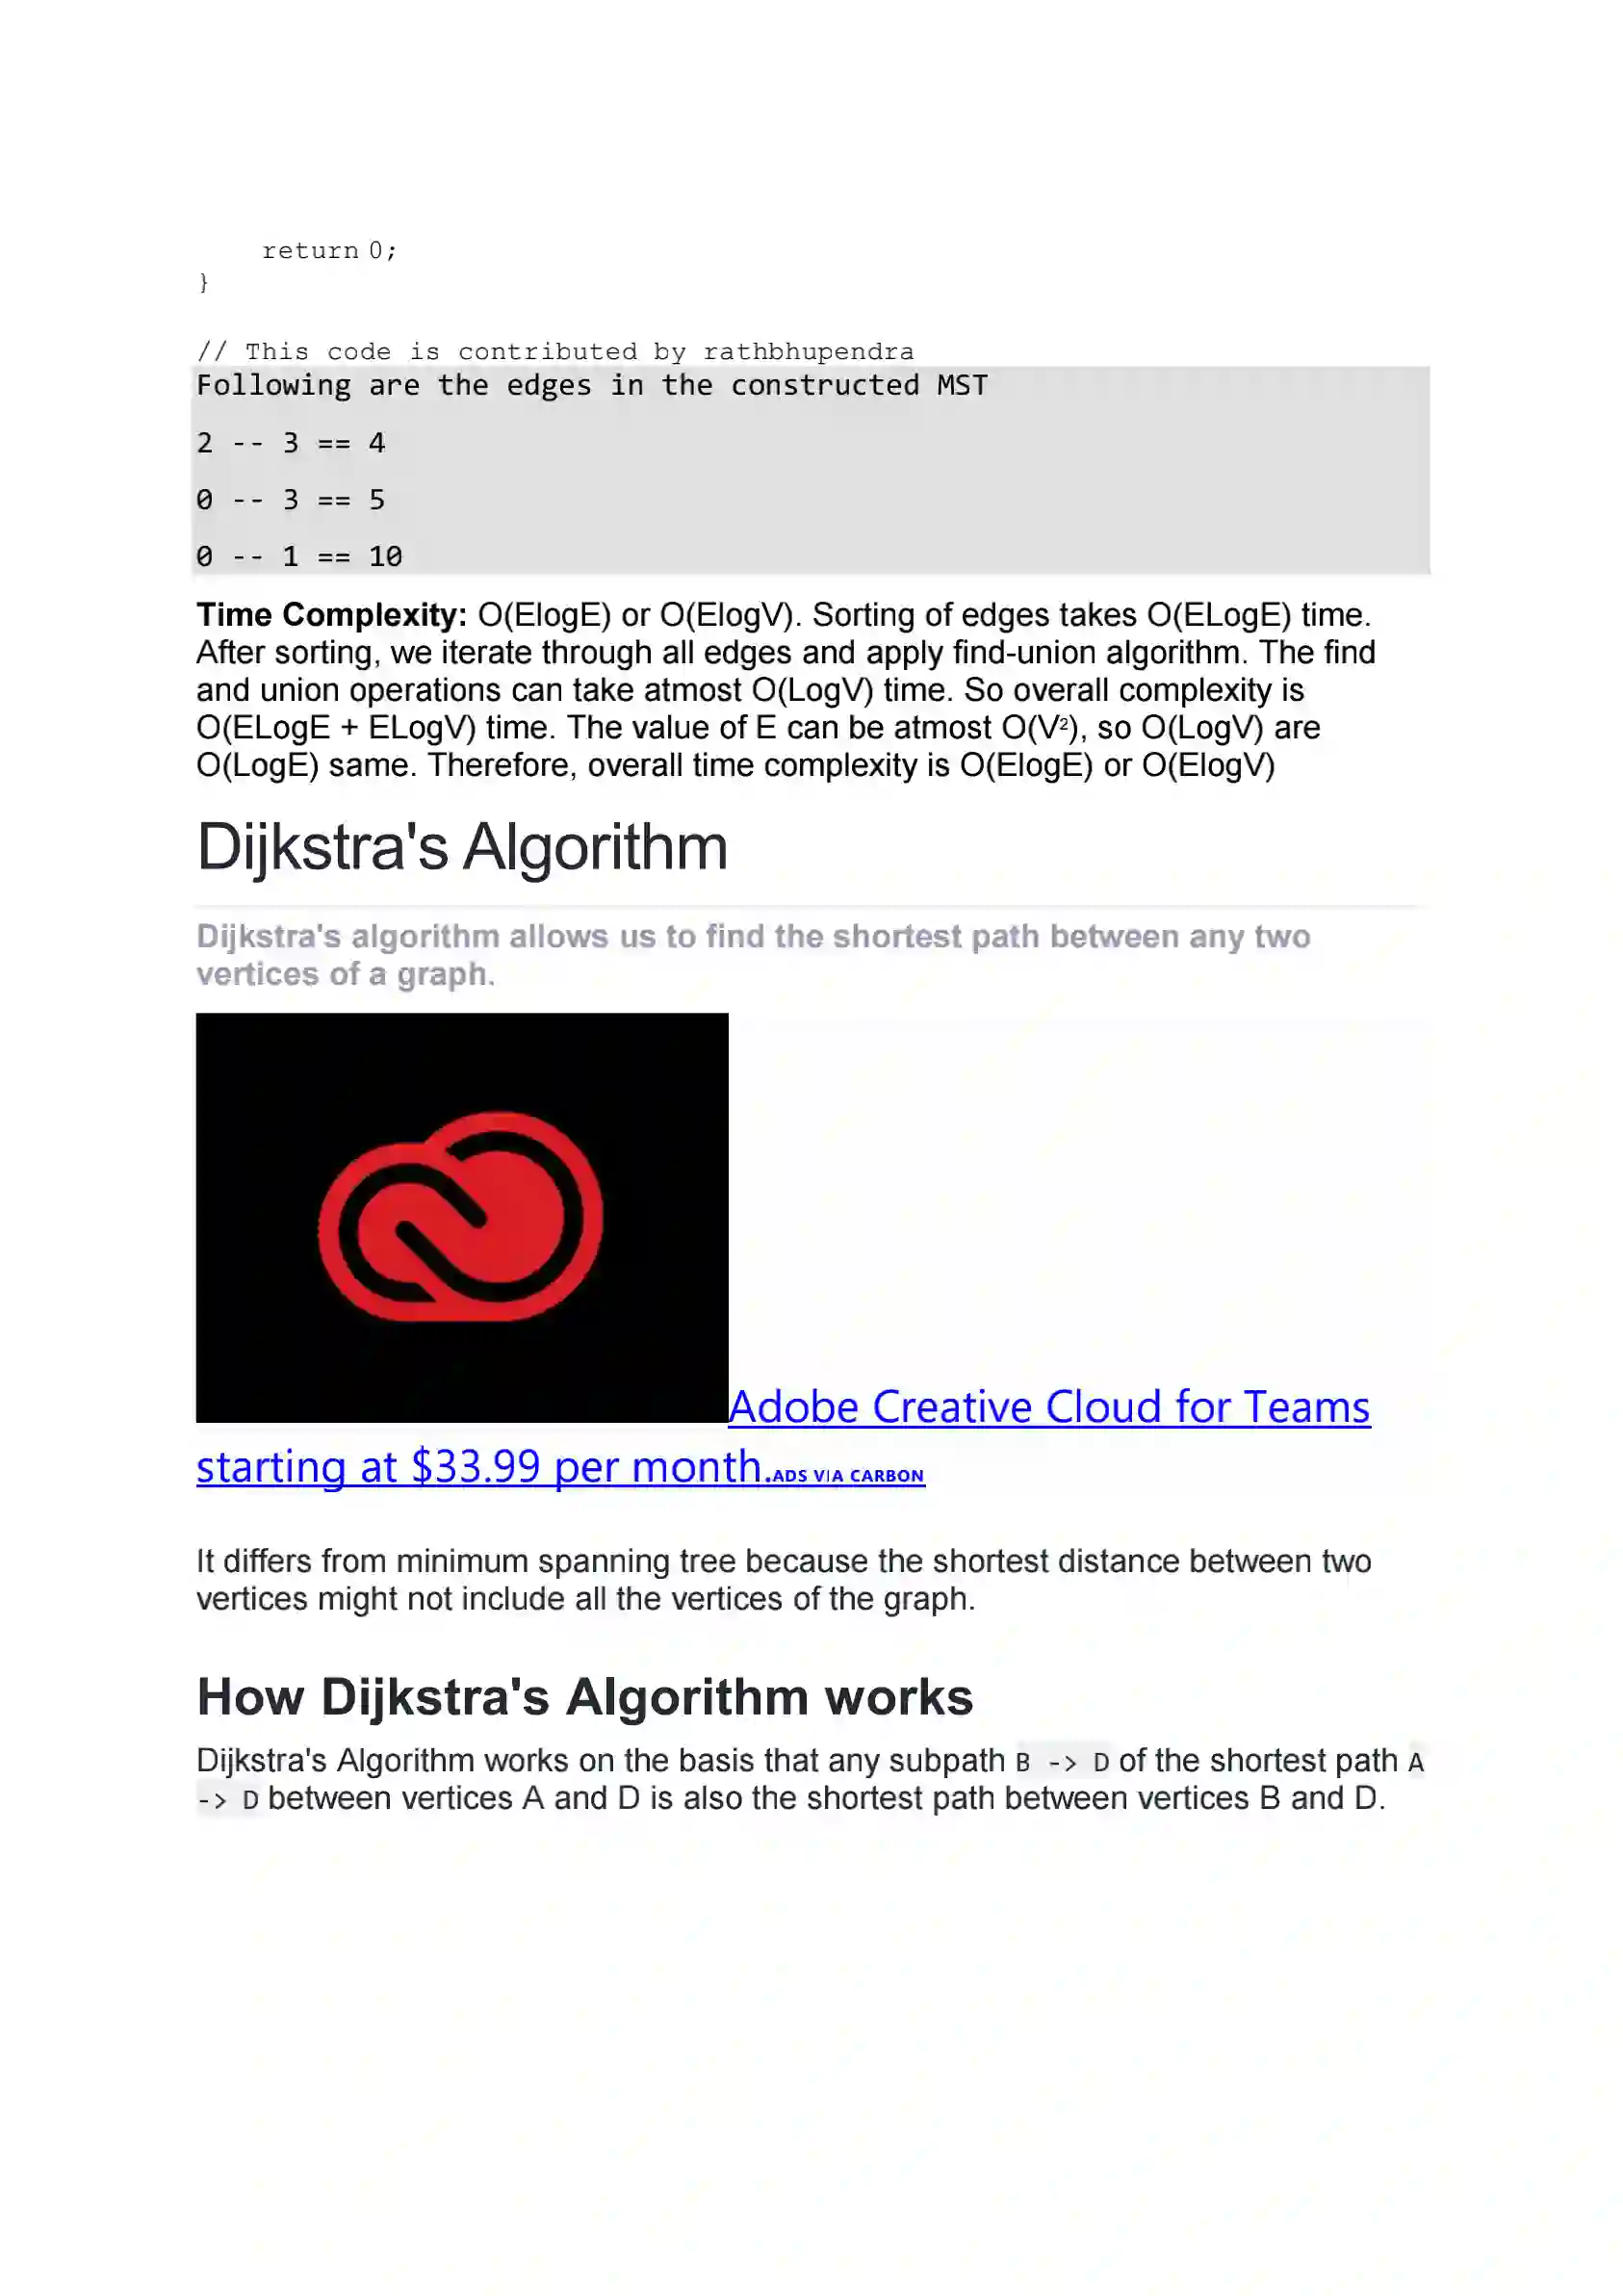 return 0;
}
// This code is contributed by rathbhupendra
Following are the edges in the constructed MST
2 -- 3 == 4
0 -- 3 == 5
0 -- 1 == 10
Time Complexity: O(ElogE) or O(ElogV). Sorting of edges takes O(ELogE) time.
After sorting, we iterate through all edges and apply find-union algorithm. The find
and union operations can take atmost O(LogV) time. So overall complexity is
O(ELogE + ELogV) time. The value of E can be atmost O(V²), so O(LogV) are
O(LogE) same. Therefore, overall time complexity is O(ElogE) or O(ElogV)
Dijkstra's Algorithm
Dijkstra's algorithm allows us to find the shortest path between any two
vertices of a graph.
Adobe Creative Cloud for Teams
starting at $33.99 per month.ADS VIA CARBON
It differs from minimum spanning tree because the shortest distance between two
vertices might not include all the vertices of the graph.
How Dijkstra's Algorithm works
Dijkstra's Algorithm works on the basis that any subpath B -> D of the shortest path A
-> D between vertices A and D is also the shortest path between vertices B and D.